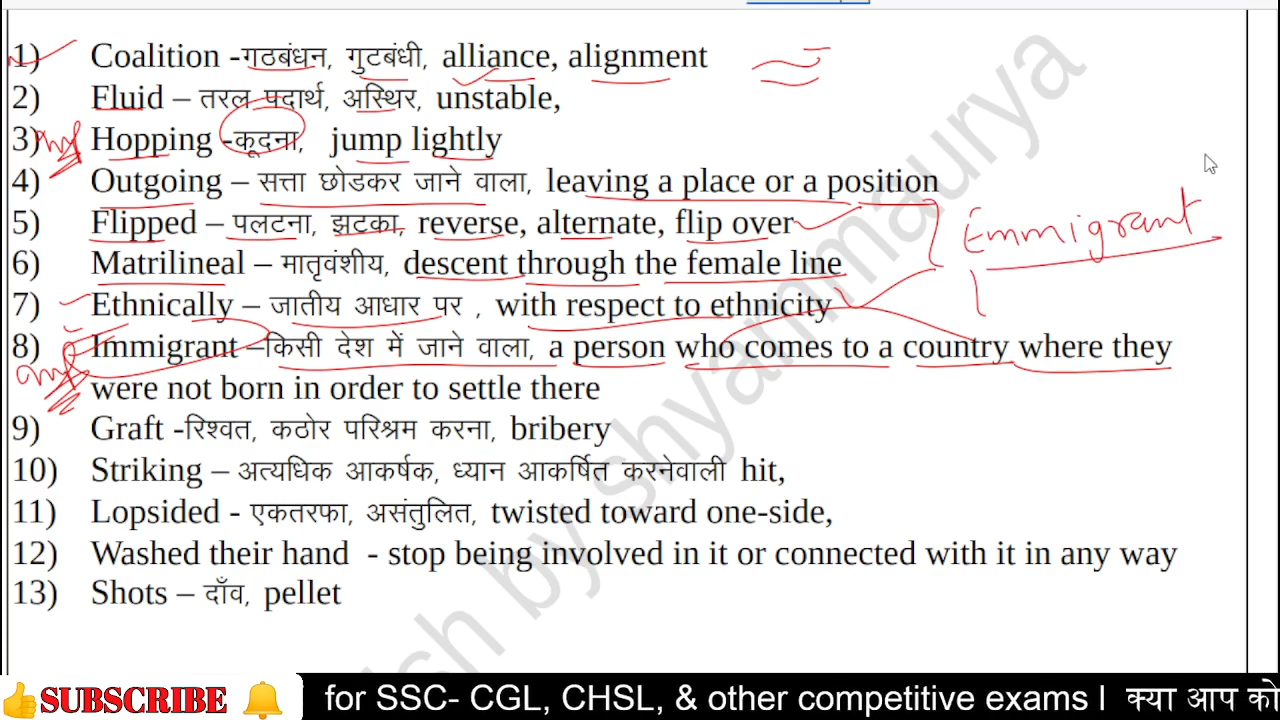 1) Coalition -गठबंधन, गुटबंधी, alliance, alignment
2) Fluid – तरल पदार्थ, अस्थिर, unstable,
3) Hopping -कूदना, jump lightly
4) Outgoing – सत्ता छोडकर जाने वाला, leaving a place or a position
5) Flipped – पलटना, झटका, reverse, alternate, flip over
Emmigrant
6) Matrilineal – मातृवंशीय, descent through the female line
7) Ethnically – जातीय आधार पर , with respect to ethnicity
8) Immigrant –किसी देश में जाने वाला, a person who comes to a country where they
were not born in order to settle there
9) Graft -रिश्वत, कठोर परिश्रम करना, bribery
10) Striking – अत्यधिक आकर्षक, ध्यान आकर्षित करनेवाली hit,
11) Lopsided - एकतरफा, असंतुलित, twisted toward one-side,
12) Washed their hand - stop being involved in it or connected with it in any way
13) Shots – दाँव, pellet
ish by shyammaurya
SUBSCRIBE for SSC- CGL, CHSL, & other competitive exams l क्या आप को